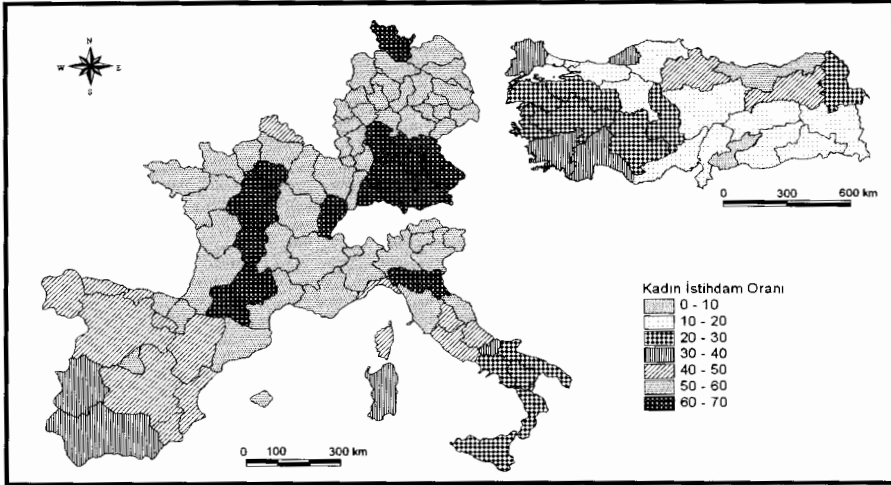 N
W E
S
0 300 600 km
Kadın İstihdam Oranı
0 - 10
10 - 20
20 - 30
30 - 40
40 - 50
50 - 60
60 - 70
0 100 300 km